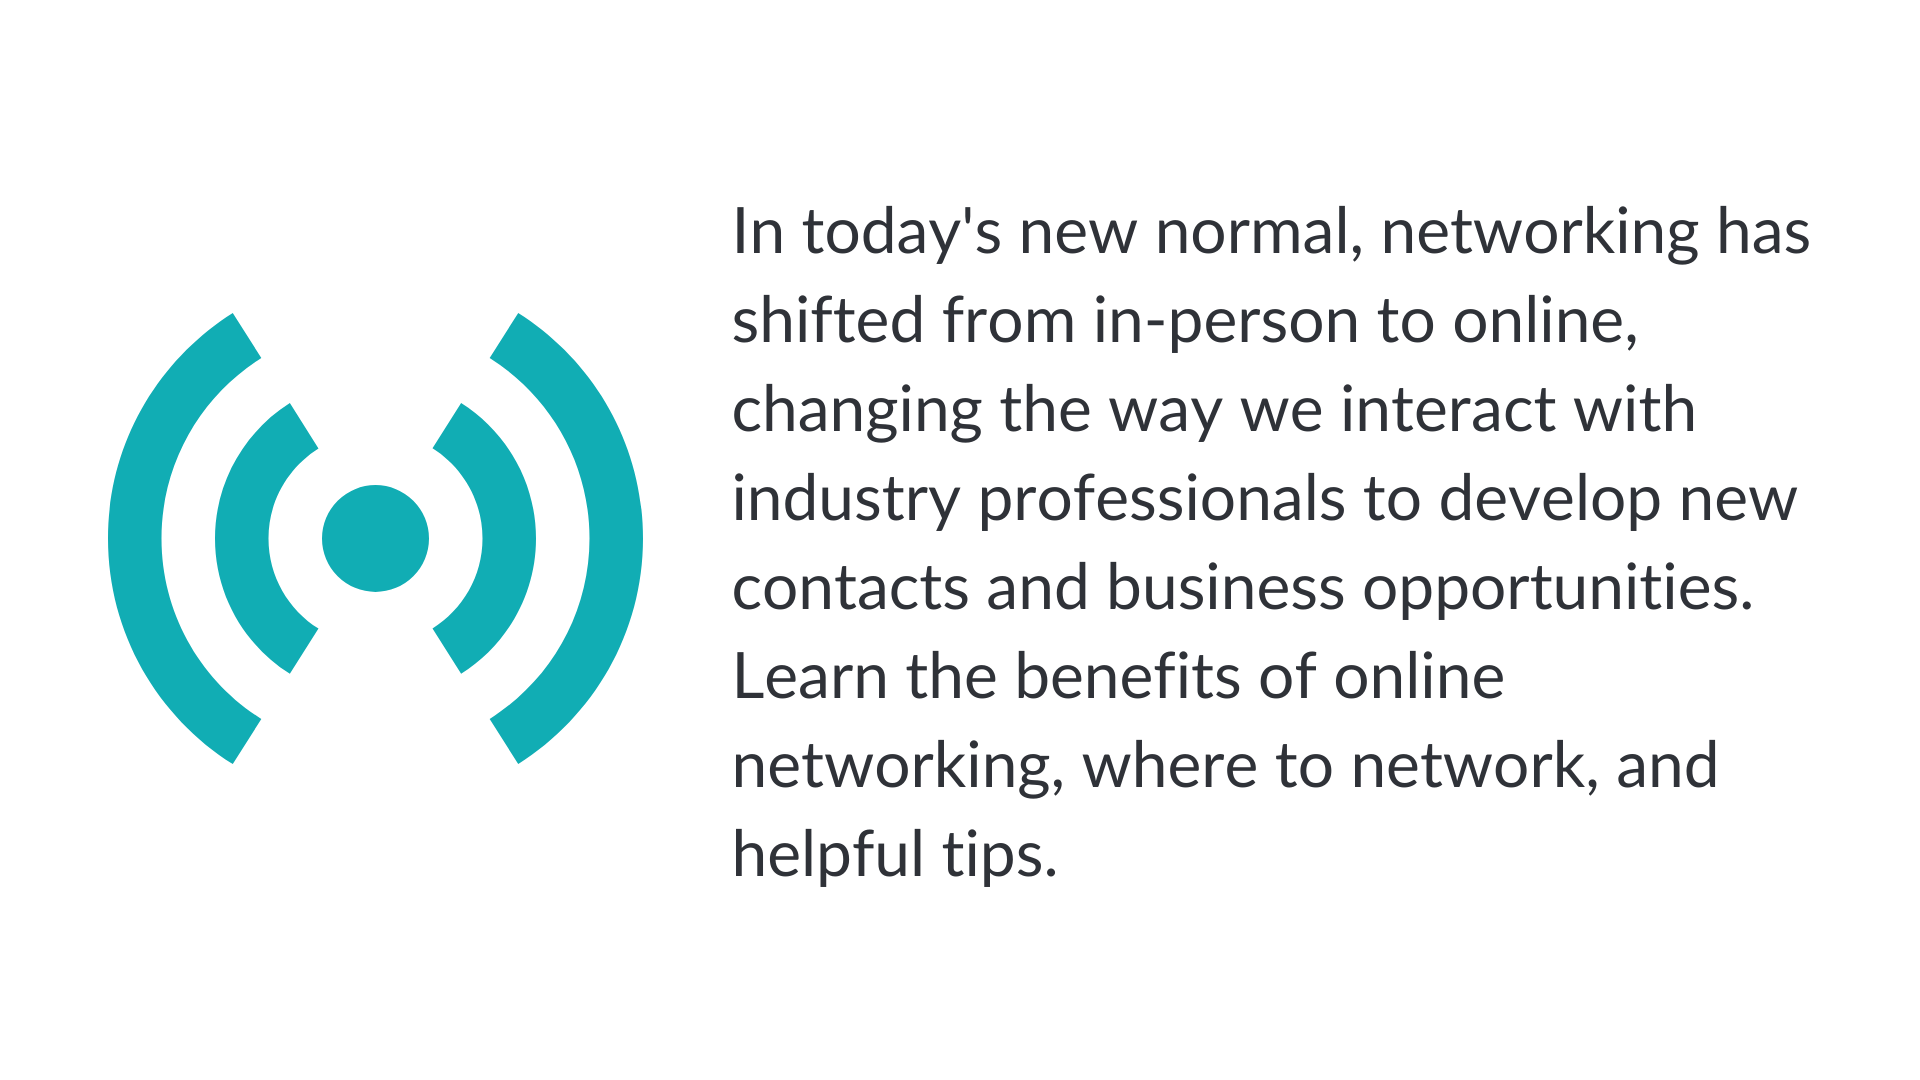 In today's new normal, networking has
shifted from in-person to online,
changing the way we interact with
industry professionals to develop new
contacts and business opportunities.
Learn the benefits of online
networking, where to network, and
helpful tips.